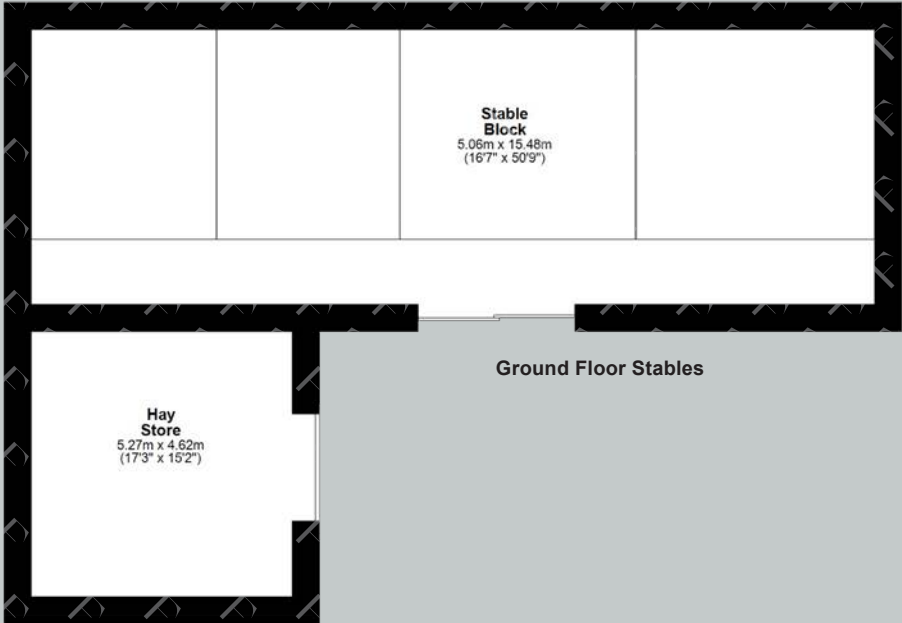 Stable
Block
5.06m x 15.48m
(16'7" x 50'9")
Ground Floor Stables
Hay
Store
5.27m x 4.62m
(17'3" x 15'2")